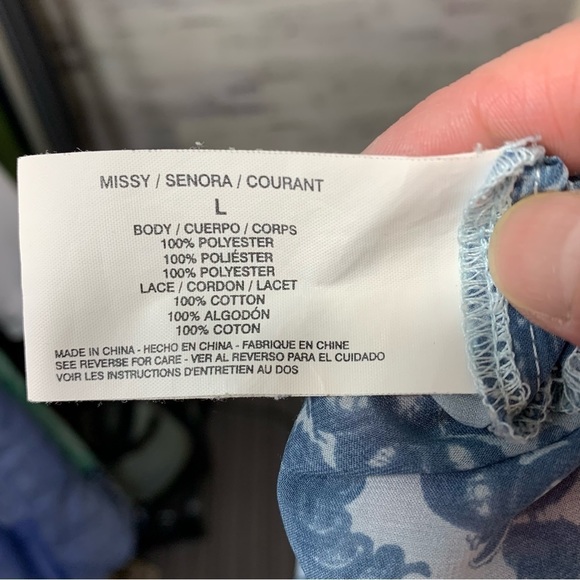 MISSY / SENORA / COURANT
L
BODY / CUERPO / CORPS
100% POLYESTER
100% POLIÉSTER
100% POLYESTER
LACE / CORDON / LACET
100% COTTON
100% ALGODÓN
100% COTON
MADE IN CHINA - HECHO EN CHINA - FABRIQUE EN CHINE
SEE REVERSE FOR CARE - VER AL REVERSO PARA EL CUIDADO
VOIR LES INSTRUCTIONS D'ENTRETIEN AU DOS